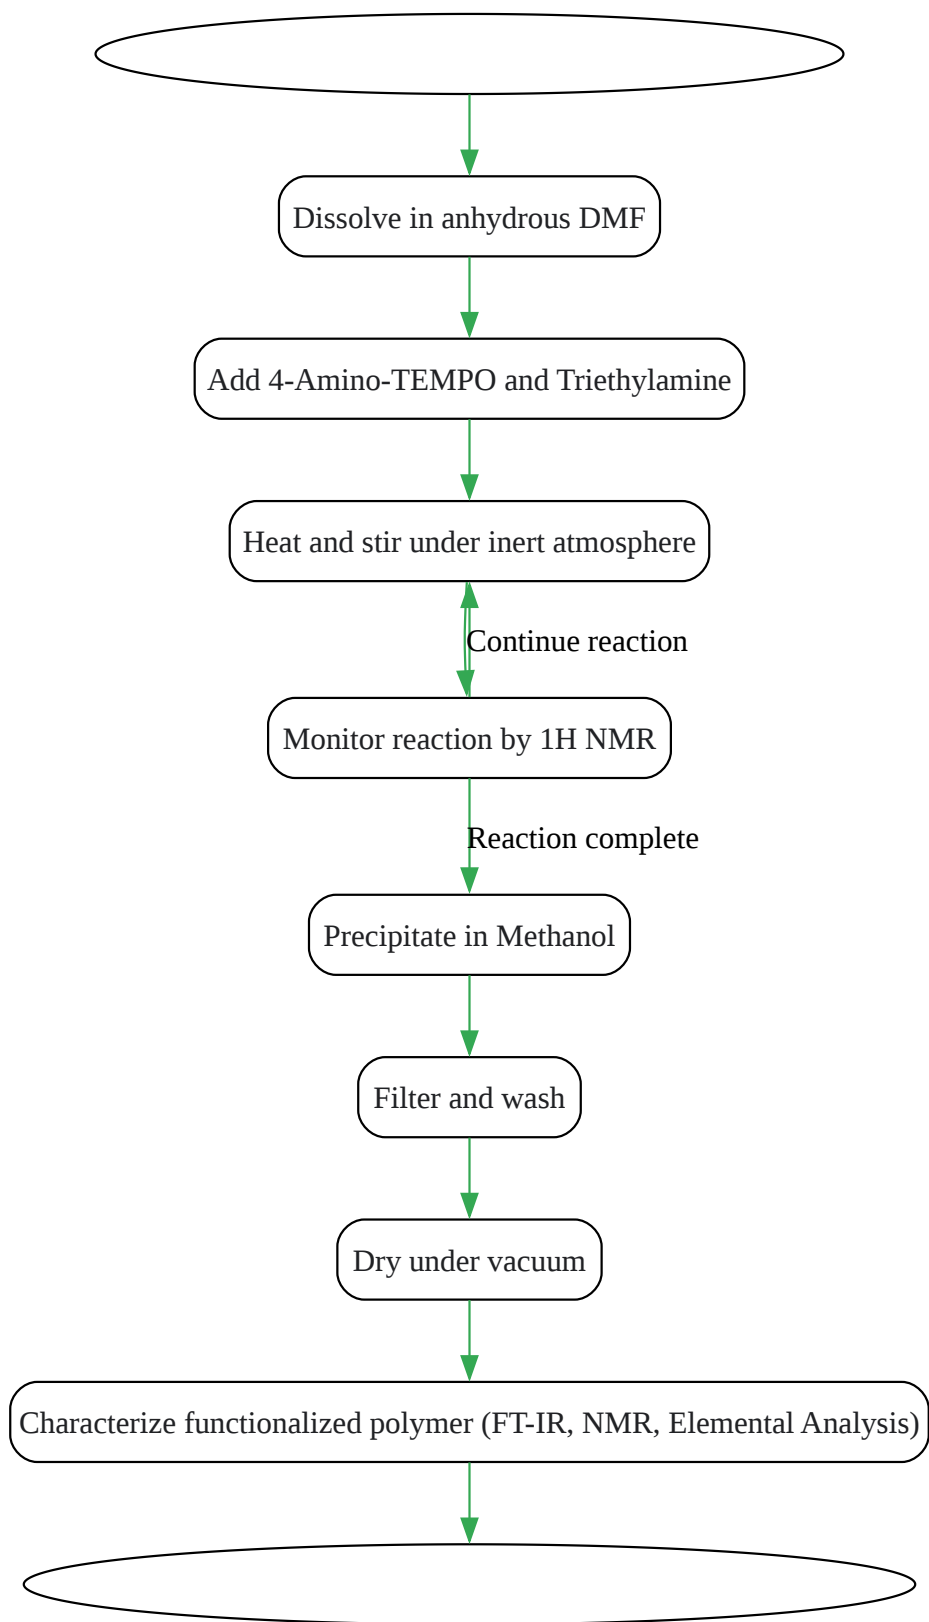 Dissolve in anhydrous DMF
Add 4-Amino-TEMPO and Triethylamine
Heat and stir under inert atmosphere
Continue reaction
Monitor reaction by 1H NMR
Reaction complete
Precipitate in Methanol
Filter and wash
Dry under vacuum
Characterize functionalized polymer (FT-IR, NMR, Elemental Analysis)